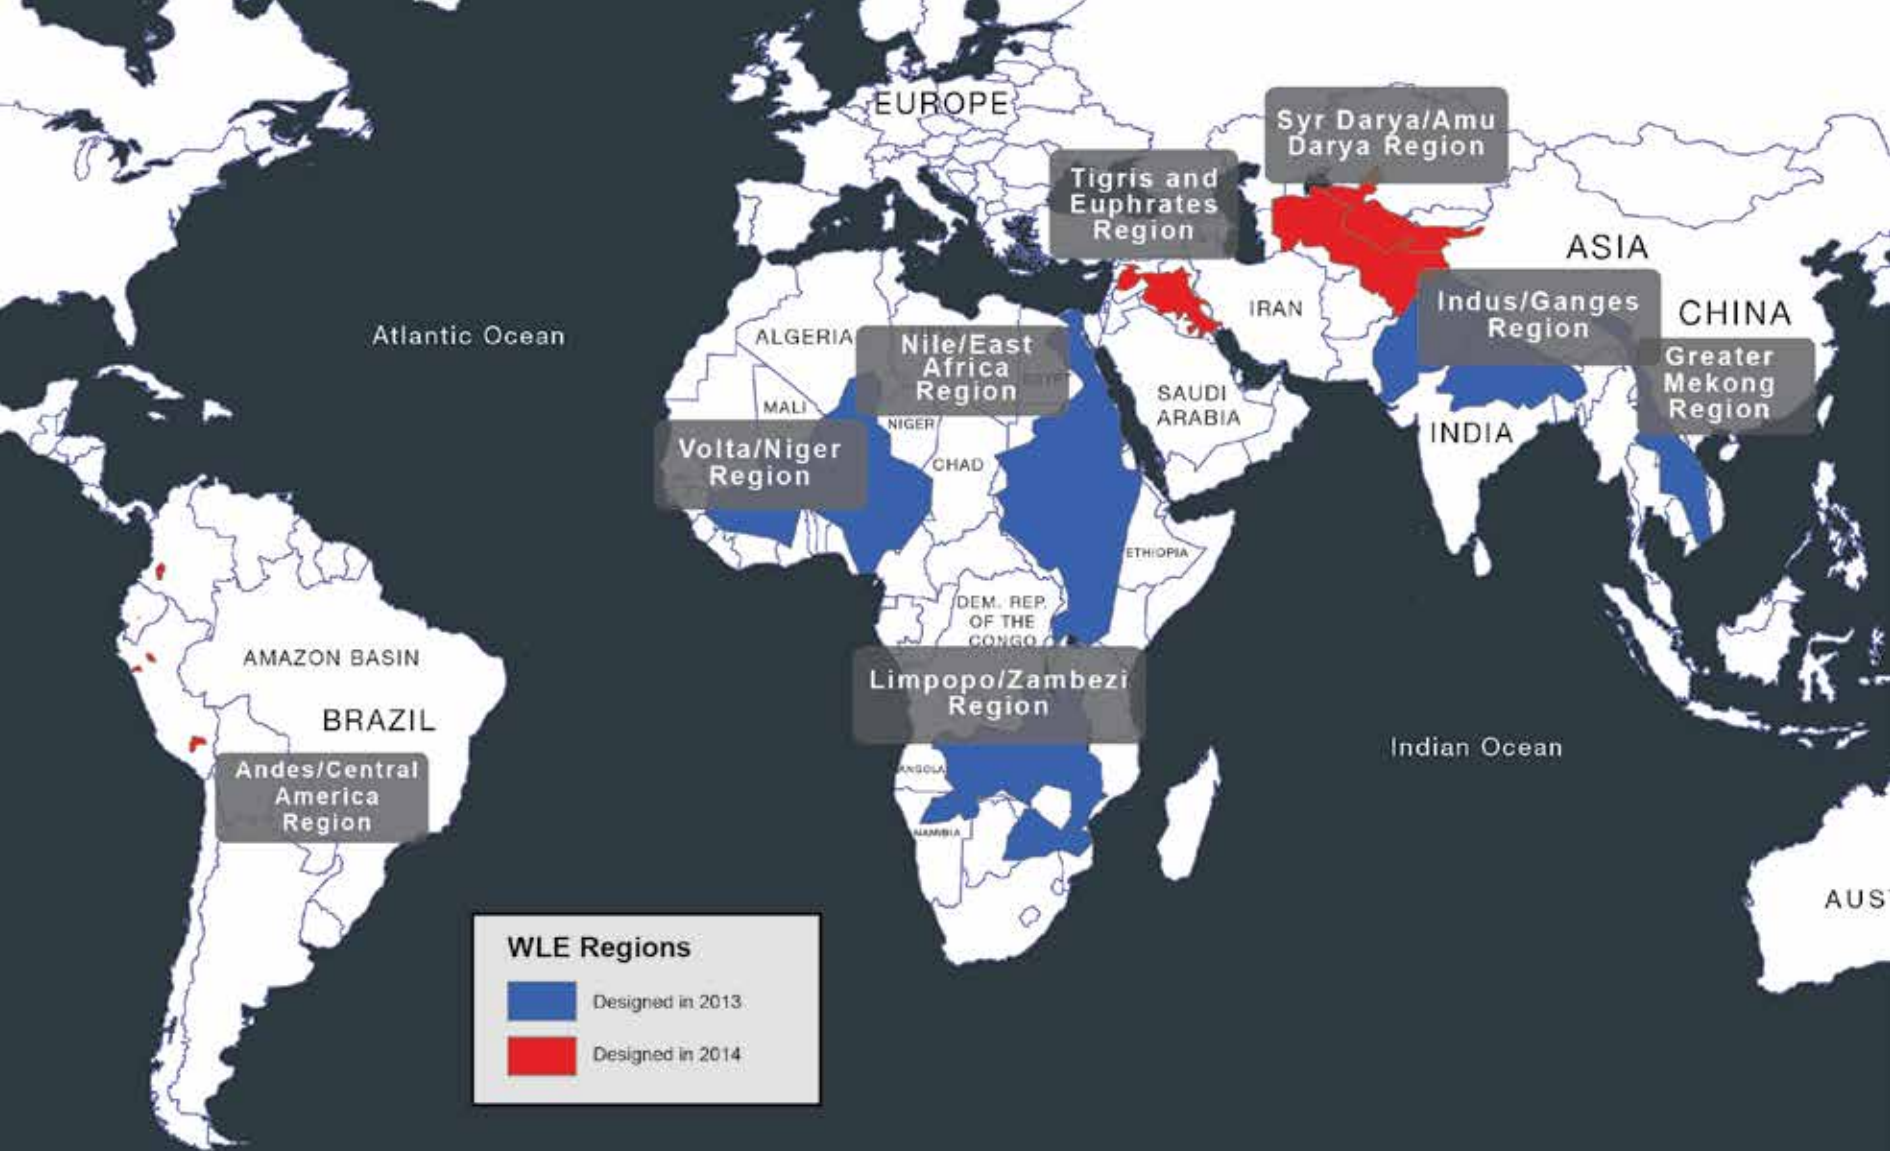 EUROPE
Syr Darya/Amu
Darya Region
Tigris and
Euphrates
Region
ASIA
Atlantic Ocean
ALGERIA
IRAN
Indus/Ganges
Region
CHINA
Nile/East
Africa
Region
EGYPT
Greater
Mekong
Region
MALI
NIGER
SAUDI
ARABIA
INDIA
Volta/Niger
Region
CHAD
ETHIOPIA
DEM. REP.
OF THE
CONGO
AMAZON BASIN
Limpopo/Zambezi
Region
BRAZIL
Indian Ocean
Andes/Central
America
Region
ANGOLA
NAMIBIA
AUS
WLE Regions
Designed in 2013
Designed in 2014